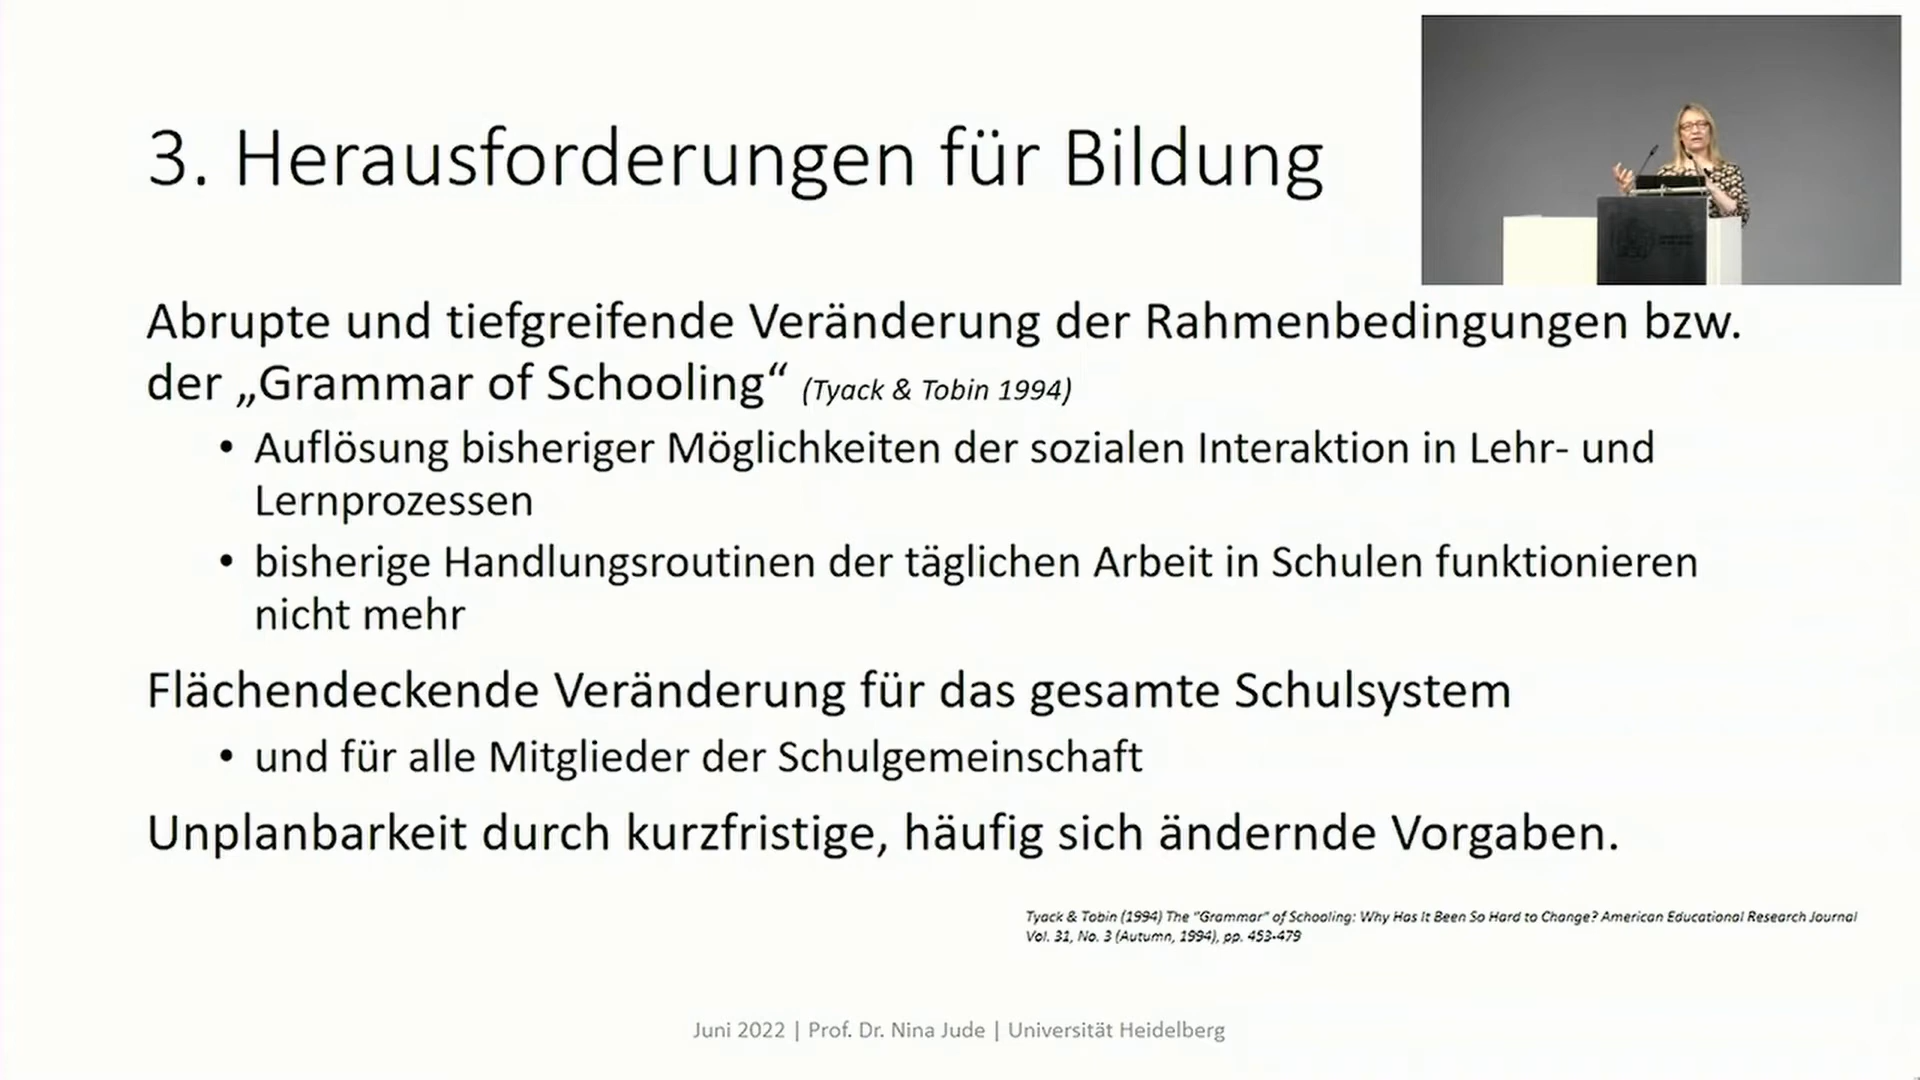 3. Herausforderungen für Bildung
Abrupte und tiefgreifende Veränderung der Rahmenbedingungen bzw.
der „Grammar of Schooling“ (Tyack & Tobin 1994)
• Auflösung bisheriger Möglichkeiten der sozialen Interaktion in Lehr- und
Lernprozessen
• bisherige Handlungsroutinen der täglichen Arbeit in Schulen funktionieren
nicht mehr
Flächendeckende Veränderung für das gesamte Schulsystem
• und für alle Mitglieder der Schulgemeinschaft
Unplanbarkeit durch kurzfristige, häufig sich ändernde Vorgaben.
Tyack & Tobin (1994) The "Grammar" of Schooling: Why Has It Been So Hard to Change? American Educational Research Journal
Vol. 31, No. 3 (Autumn, 1994), pp. 453-479
Juni 2022 | Prof. Dr. Nina Jude | Universität Heidelberg